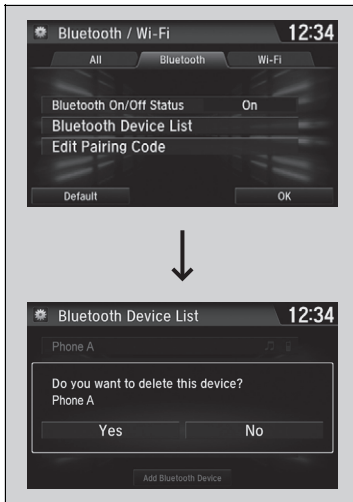 Bluetooth / Wi-Fi 12:34
All Bluetooth Wi-Fi
Bluetooth On/Off Status On
Bluetooth Device List
Edit Pairing Code
Default OK
Bluetooth Device List 12:34
Phone A
Do you want to delete this device?
Phone A
Yes No
Add Bluetooth Device